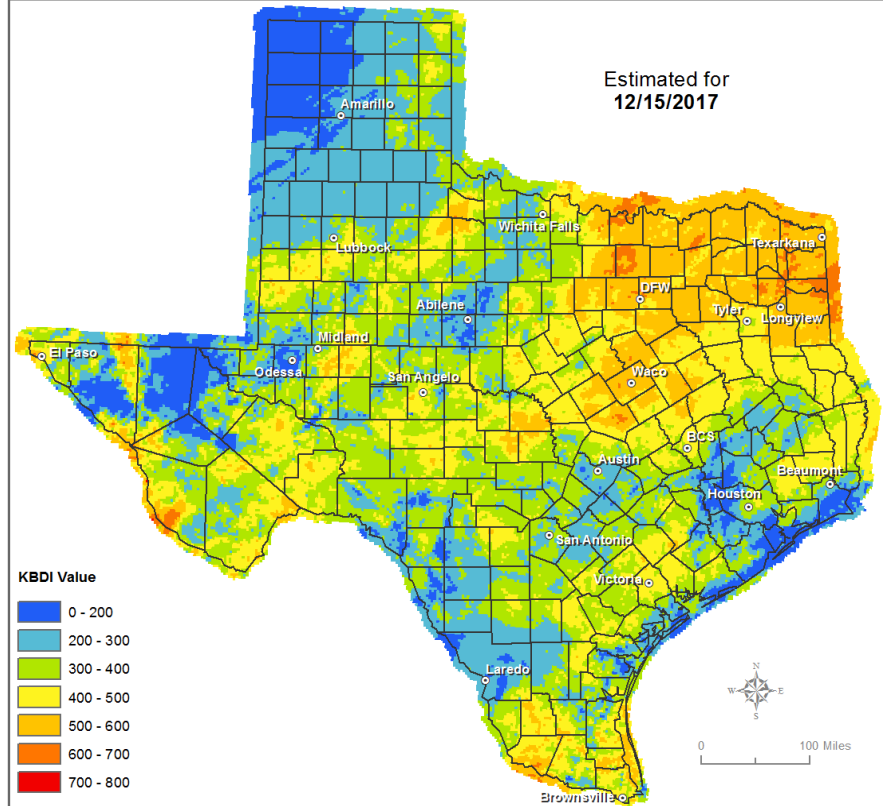 Estimated for
12/15/2017
Amarillo
Wichita Falls
Lubbock
Texarkana
DFW
Abilene
Tyler
Longview
Midland
El Paso
Odessa
San Angelo
Waco
BCS
Austin
Beaumont
Houston
San Antonio
Victoria
Laredo
Brownsville
KBDI Value
0 - 200
200 - 300
300 - 400
400 - 500
500 - 600
600 - 700
700 - 800
N
W E
S
0 100 Miles